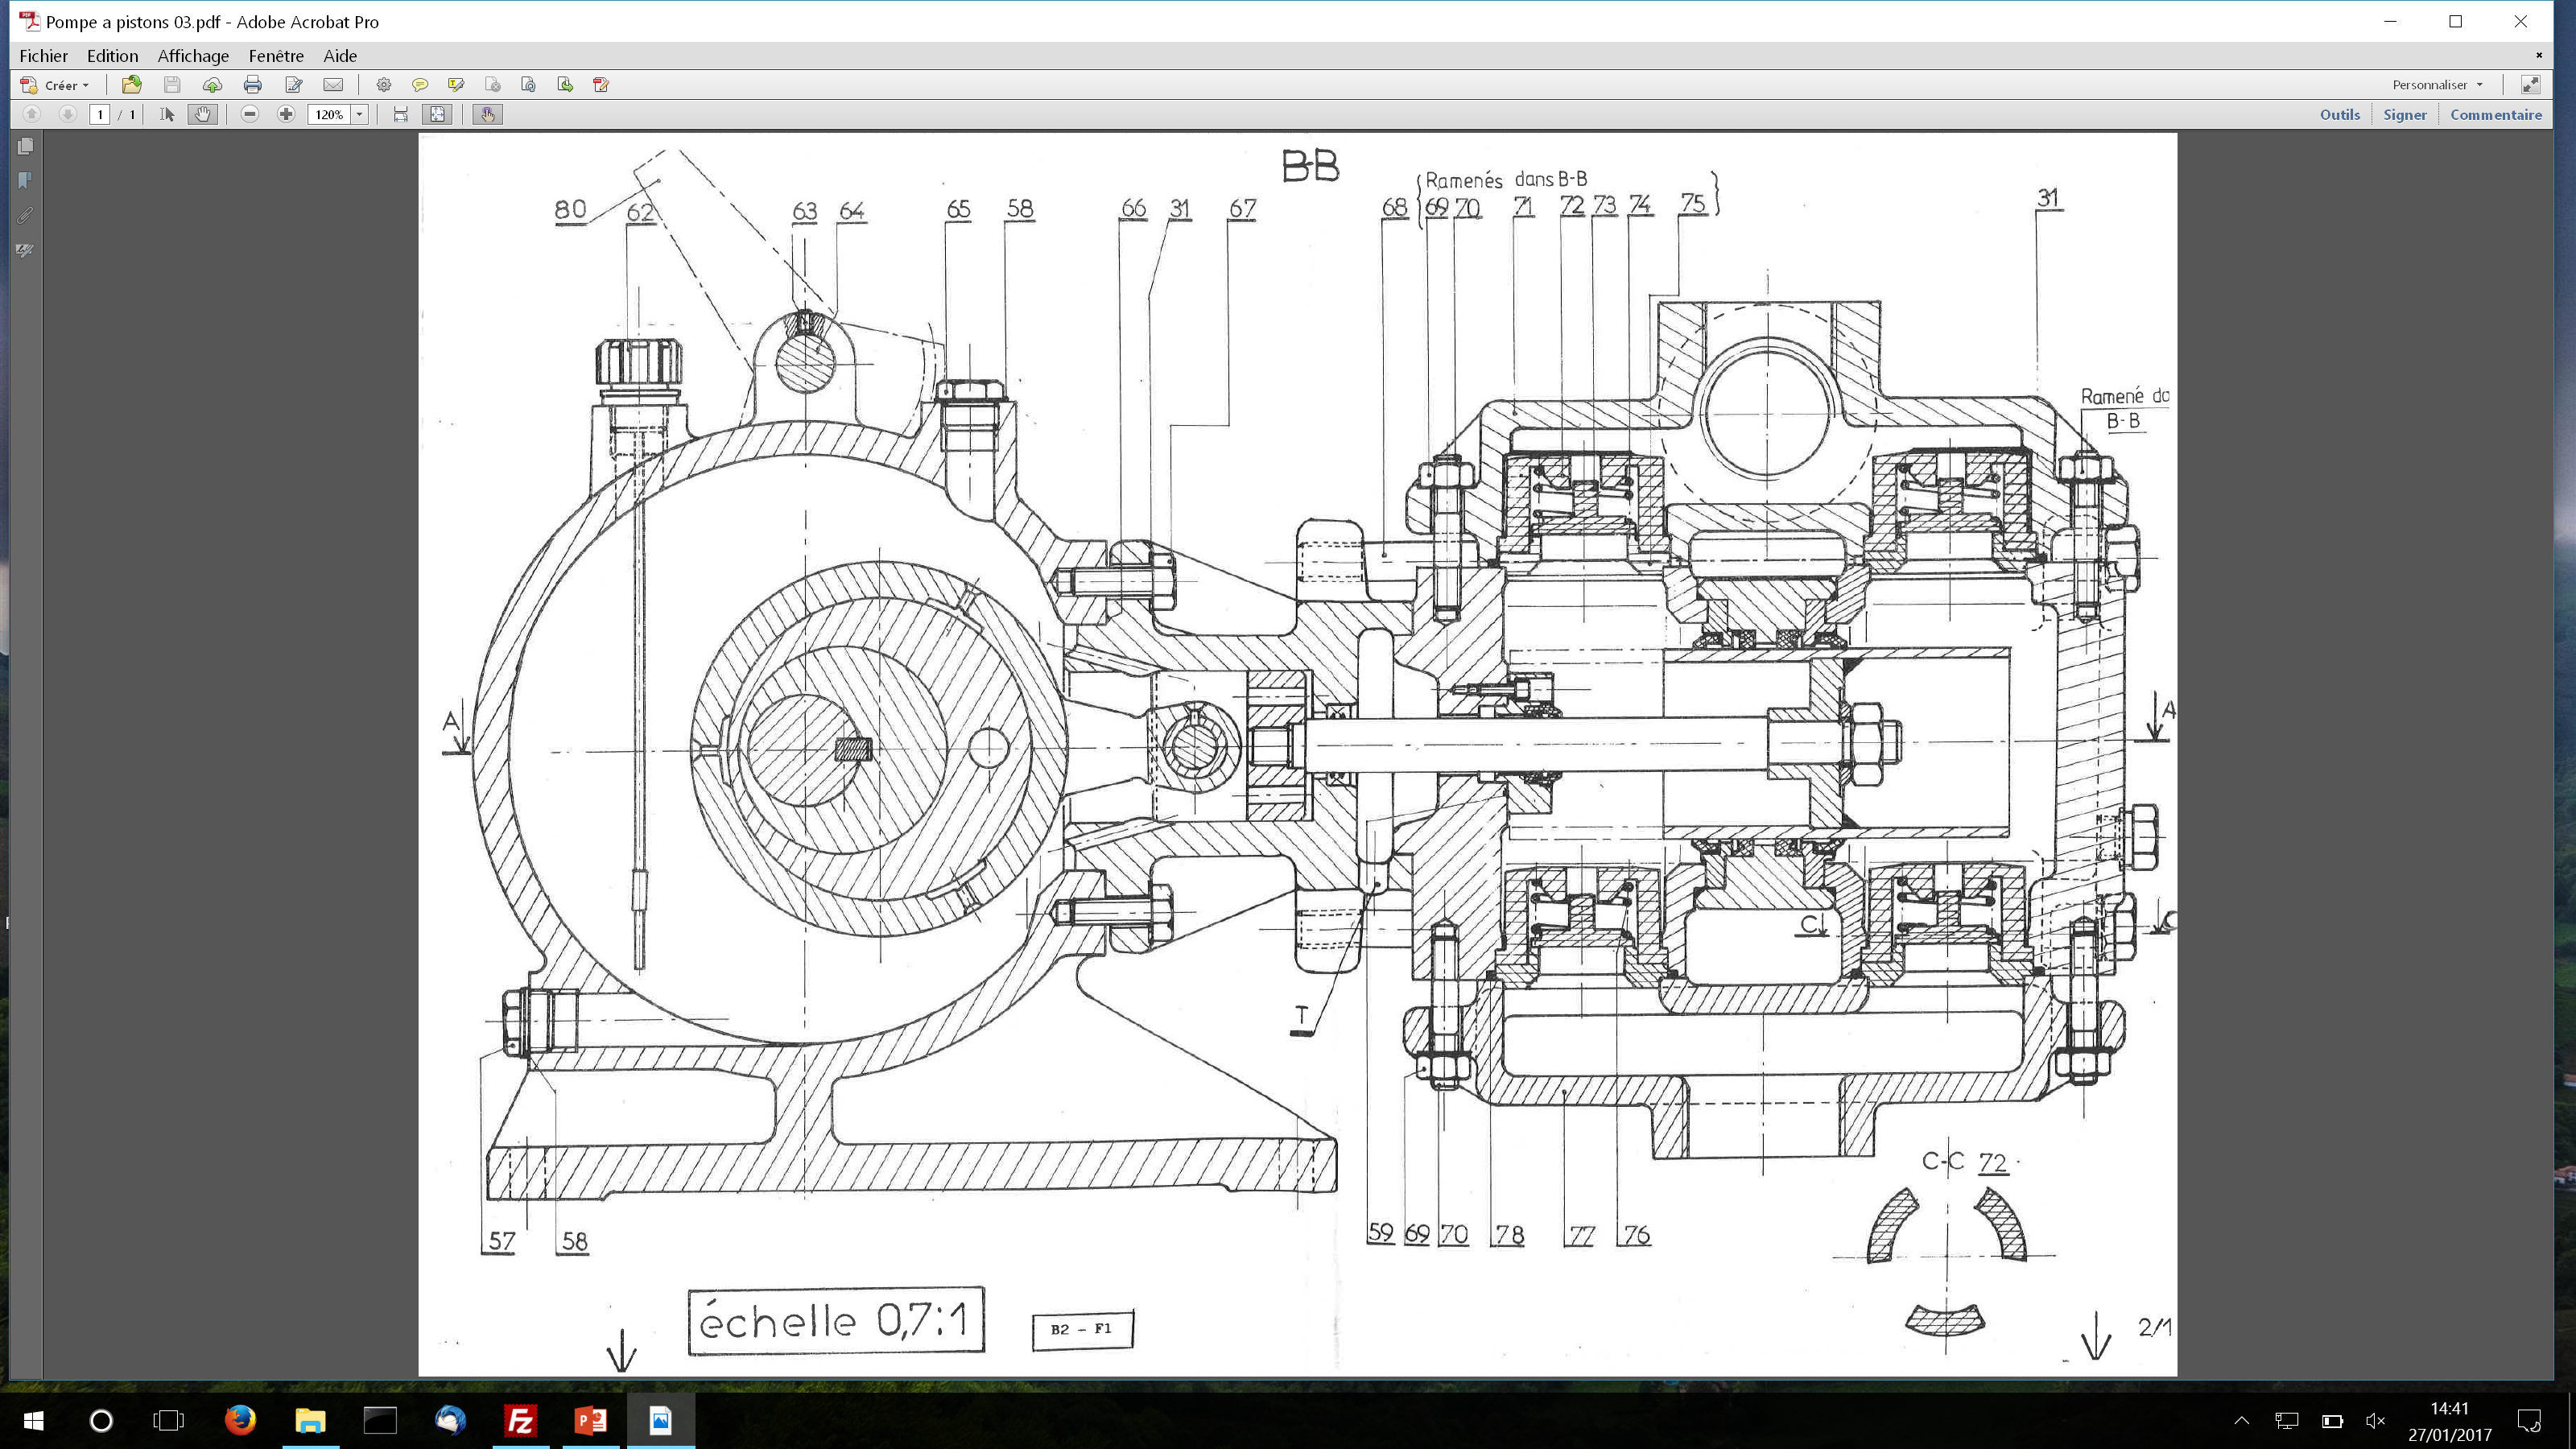 Pompe a pistons 03.pdf - Adobe Acrobat Pro
Fichier Edition Affichage Fenêtre Aide
Créer
Personnaliser
1 / 1
120%
Outils Signer Commentaire
B-B
Ramenés dans B-B
80 62 63 64 65 58 66 31 67 68 69 70 71 72 73 74 75 31
Ramené da
B-B
A
A
C
C
T
C-C 72
57 58
59 69 70 78 77 76
échelle 0,7:1
B2 - F1
2/1
14:41
27/01/2017